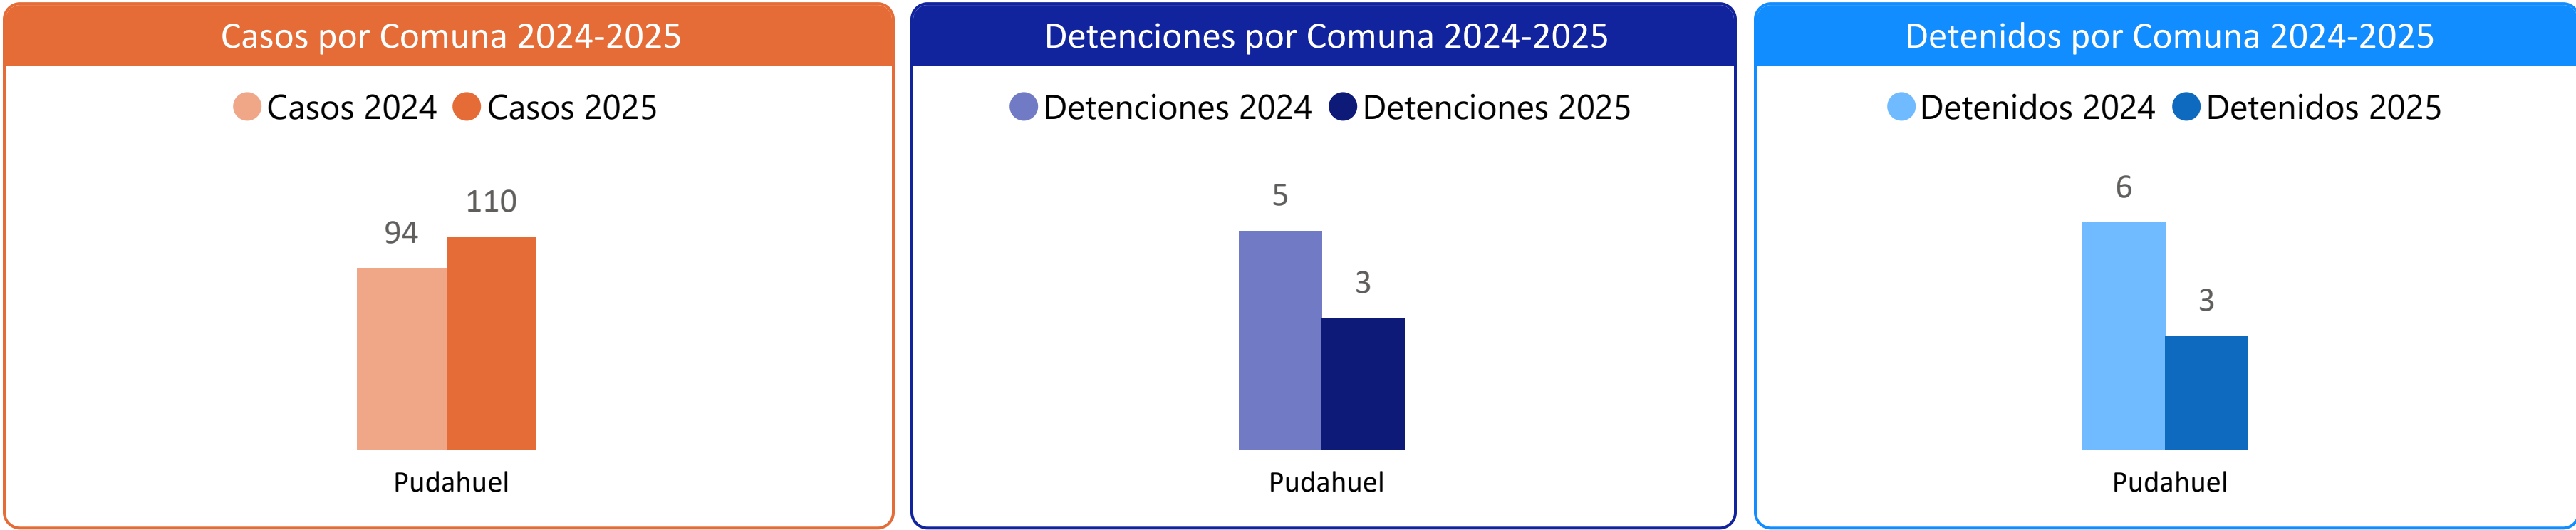 Casos por Comuna 2024-2025
Casos 2024 Casos 2025
94
110
Pudahuel
Detenciones por Comuna 2024-2025
Detenciones 2024 Detenciones 2025
5
3
Pudahuel
Detenidos por Comuna 2024-2025
Detenidos 2024 Detenidos 2025
6
3
Pudahuel